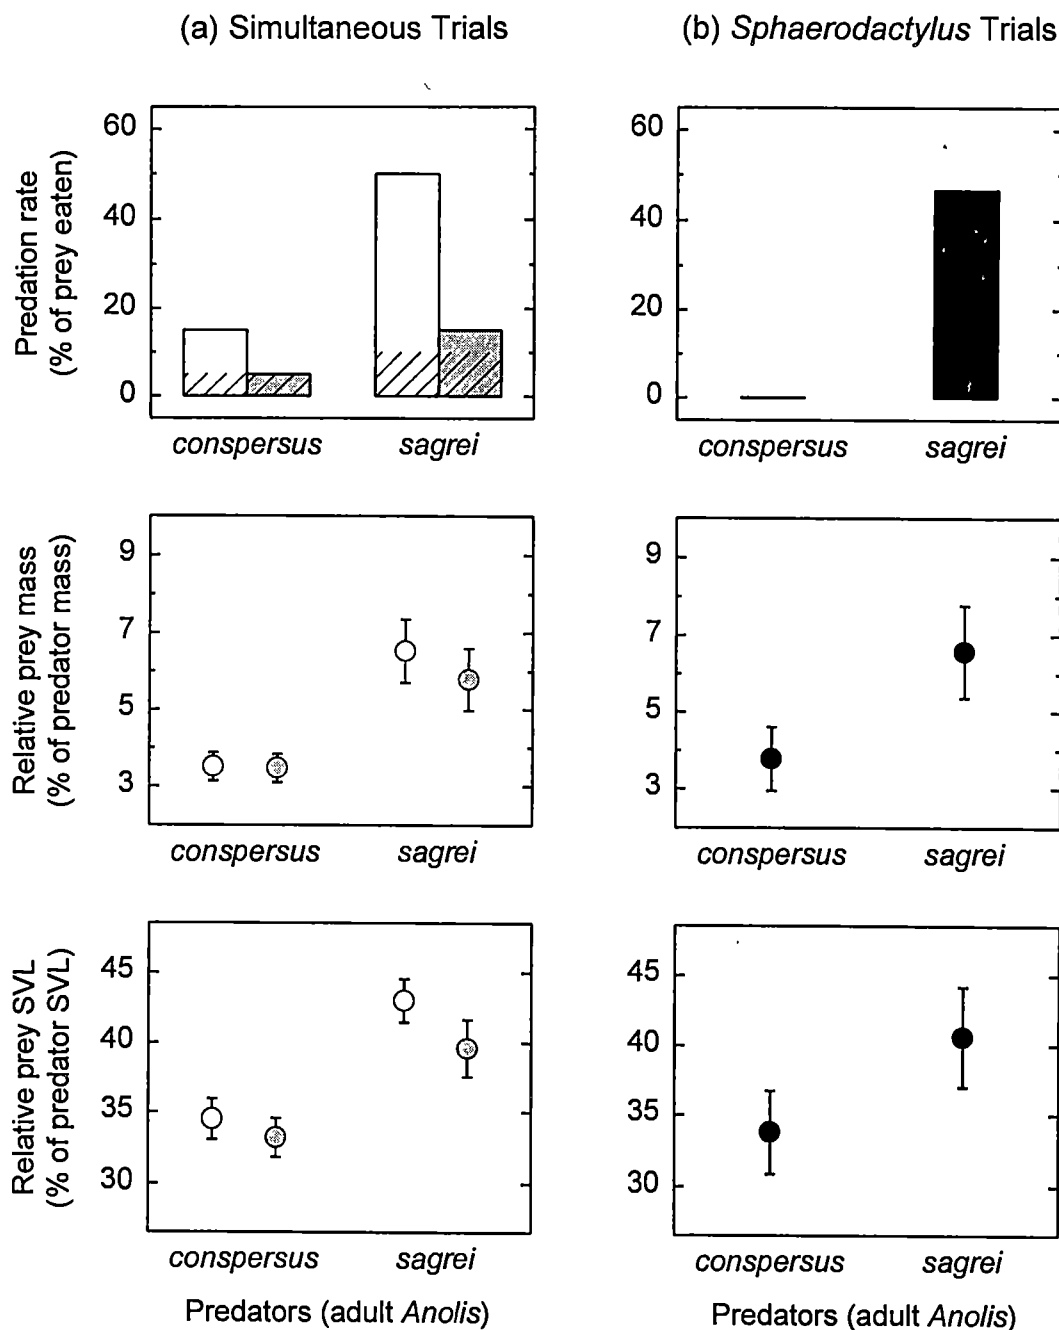 (a) Simultaneous Trials
(b) Sphaerodactylus Trials
Predation rate
(% of prey eaten)
60
40
20
0
conspersus
sagrei
60
40
20
0
conspersus
sagrei
Relative prey mass
(% of predator mass)
9
7
5
3
conspersus
sagrei
9
7
5
3
conspersus
sagrei
Relative prey SVL
(% of predator SVL)
45
40
35
30
conspersus
sagrei
Predators (adult Anolis)
45
40
35
30
conspersus
sagrei
Predators (adult Anolis)